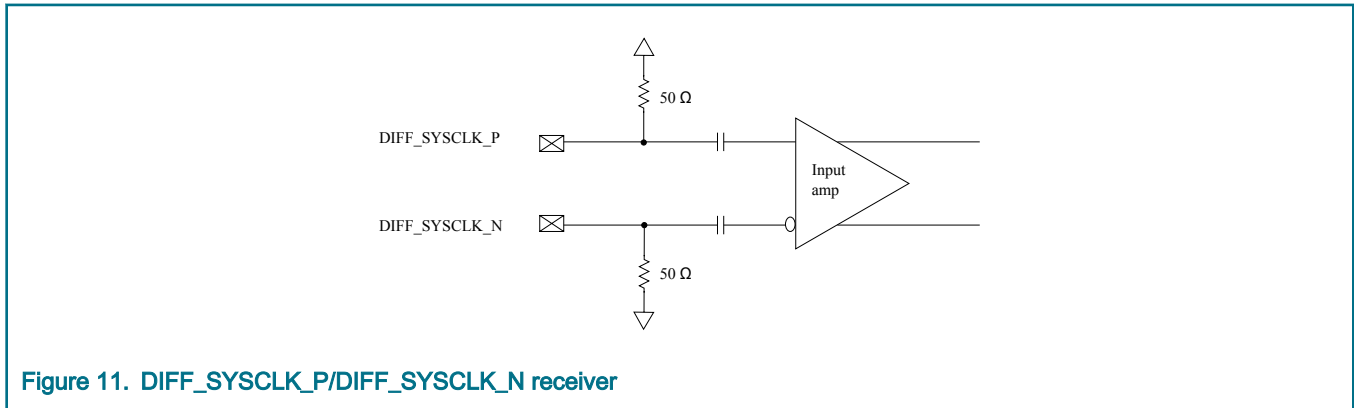 50 Ω
DIFF_SYSCLK_P
Input
amp
DIFF_SYSCLK_N
50 Ω
Figure 11. DIFF_SYSCLK_P/DIFF_SYSCLK_N receiver